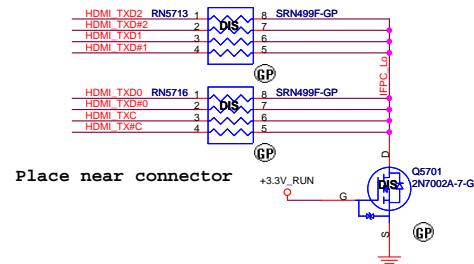 HDMI_TXD2 RN5713 1 8 SRN499F-GP
HDMI_TXD#2 2 DIS 7
HDMI_TXD1 3 6
HDMI_TXD#1 4 5
IFPC_Lo
GP
HDMI_TXD0 RN5716 1 8 SRN499F-GP
HDMI_TXD#0 2 DIS 7
HDMI_TXC 3 6
HDMI_TX#C 4 5
GP
Place near connector
+3.3V_RUN
D
Q5701
2N7002A-7-G
DIS
G
S
GP